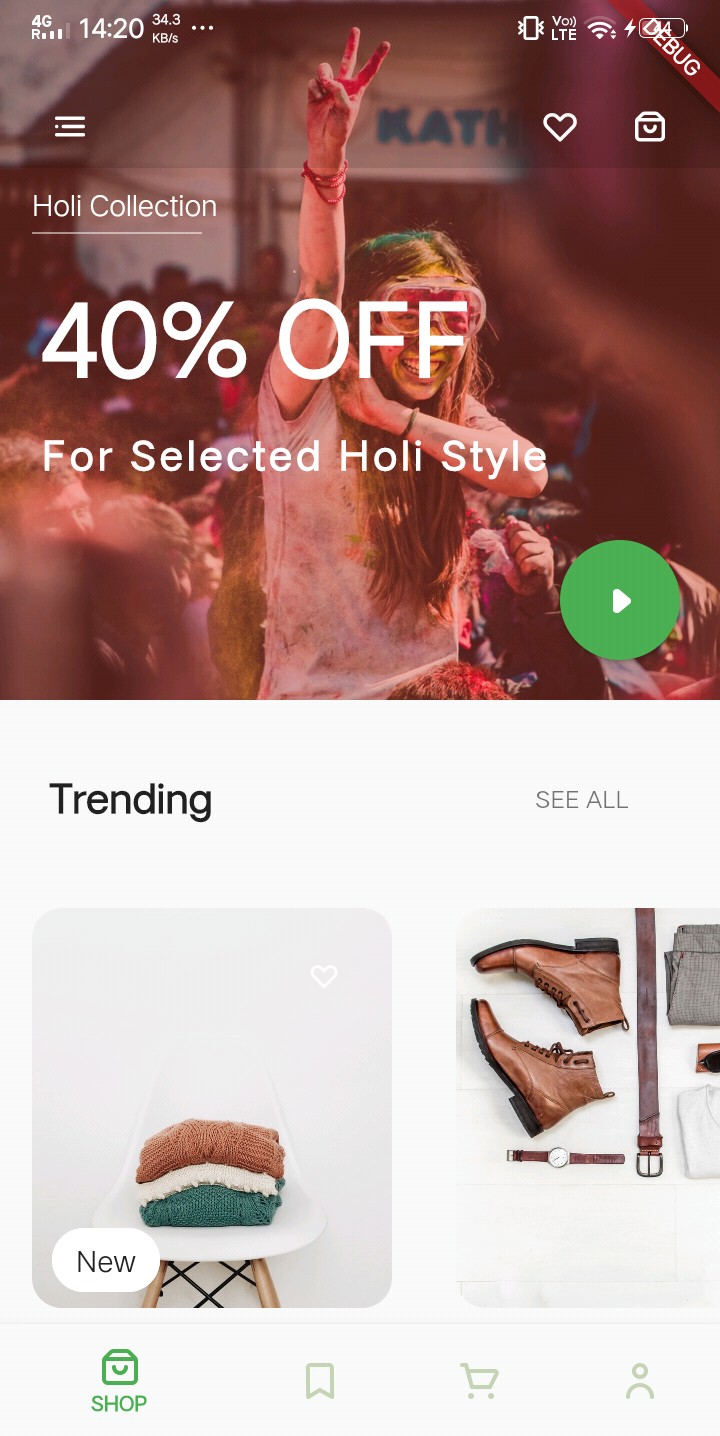 4G
R
14:20
34.3
KB/s
...
Vo))
LTE
44
KATH
Holi Collection
40% OFF
For Selected Holi Style
Trending
SEE ALL
New
SHOP